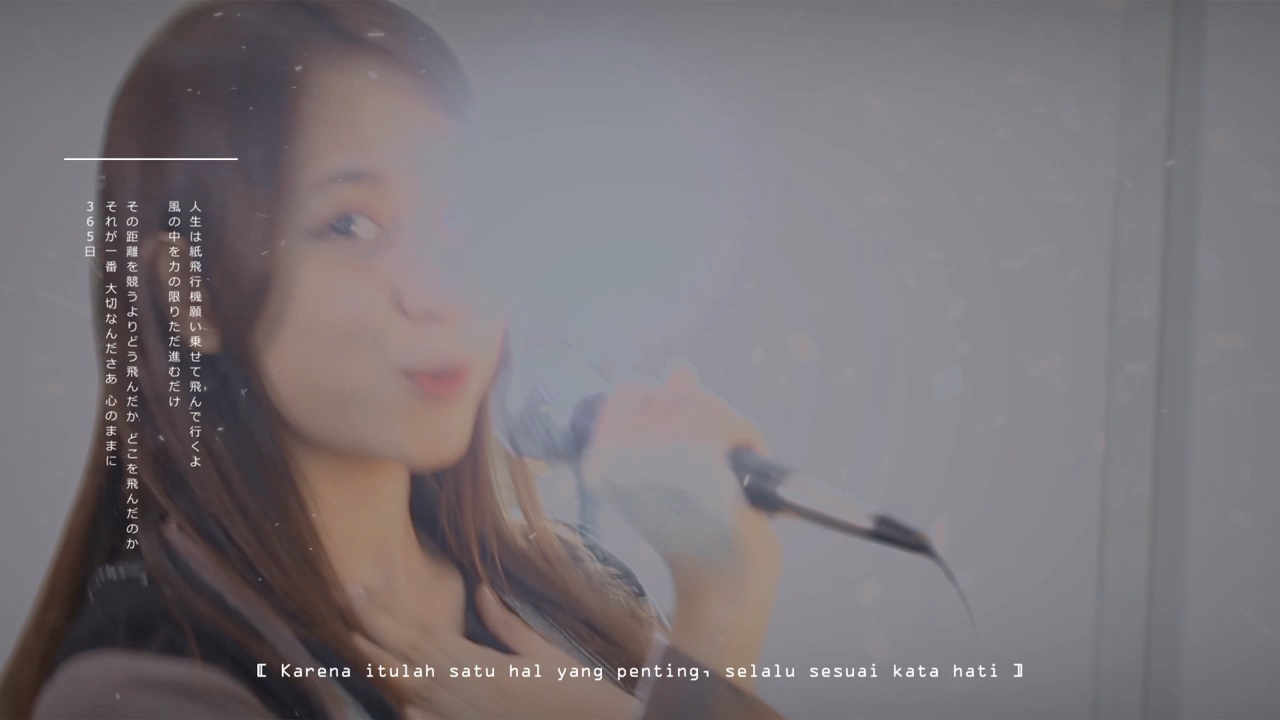 人生は紙飛行機願い乗せて飛んで行くよ
風の中を力の限りただ進むだけ
その距離を競うよりどう飛んだか どこを飛んだのか
それが一番 大切なんださあ 心のままに
365日
〘 Karena itulah satu hal yang penting, selalu sesuai kata hati 〙